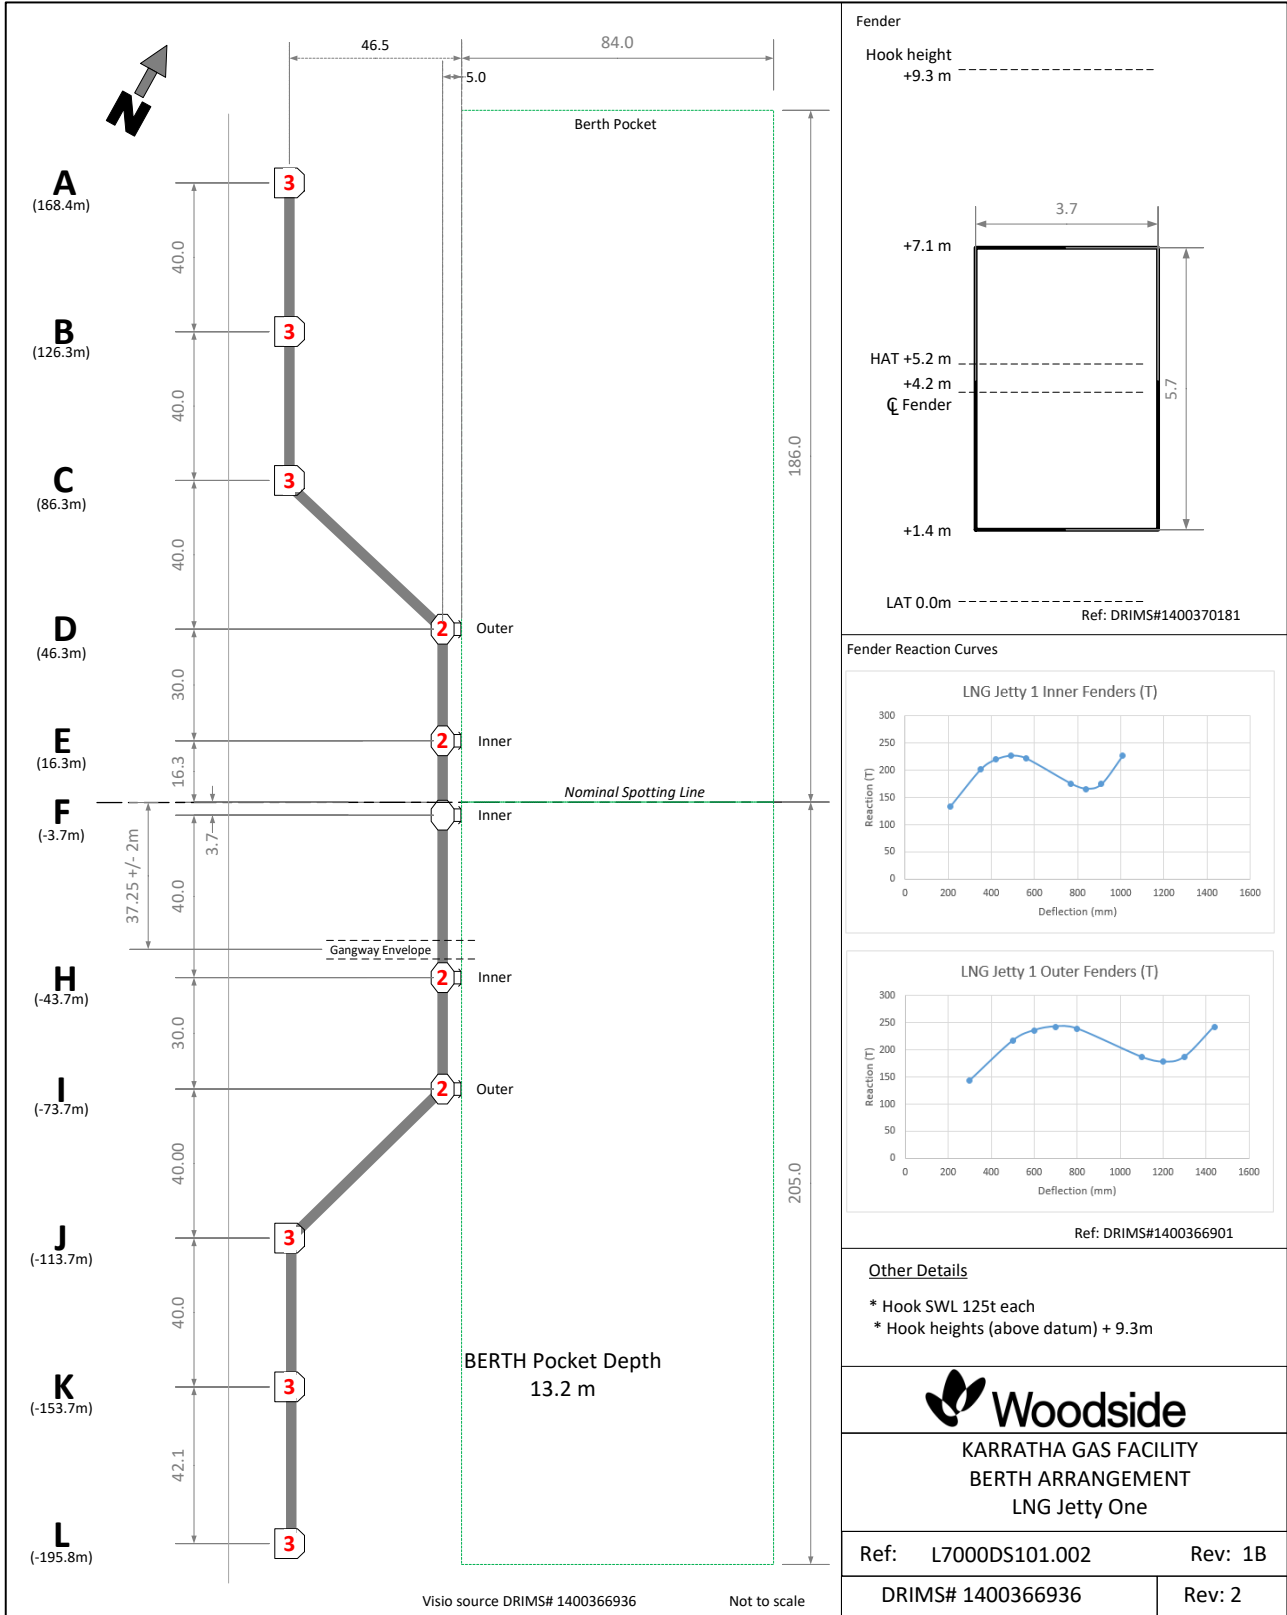 46.5
84.0
5.0
N
Berth Pocket
A
(168.4m)
3
40.0
B
(126.3m)
3
40.0
C
(86.3m)
3
40.0
186.0
D
(46.3m)
2
Outer
30.0
E
(16.3m)
2
Inner
16.3
Nominal Spotting Line
F
(-3.7m)
Inner
3.7
37.25 +/- 2m
40.0
Gangway Envelope
H
(-43.7m)
2
Inner
30.0
I
(-73.7m)
2
Outer
40.00
205.0
J
(-113.7m)
3
40.0
BERTH Pocket Depth
13.2 m
K
(-153.7m)
3
42.1
L
(-195.8m)
3
Visio source DRIMS# 1400366936
Not to scale
Fender
Hook height
+9.3 m
3.7
+7.1 m
HAT +5.2 m
+4.2 m
℄ Fender
5.7
+1.4 m
LAT 0.0m
Ref: DRIMS#1400370181
Fender Reaction Curves
LNG Jetty 1 Inner Fenders (T)
300
250
200
150
100
50
0
Reaction (T)
0 200 400 600 800 1000 1200 1400 1600
Deflection (mm)
LNG Jetty 1 Outer Fenders (T)
300
250
200
150
100
50
0
Reaction (T)
0 200 400 600 800 1000 1200 1400 1600
Deflection (mm)
Ref: DRIMS#1400366901
Other Details
* Hook SWL 125t each
* Hook heights (above datum) + 9.3m
Woodside
KARRATHA GAS FACILITY
BERTH ARRANGEMENT
LNG Jetty One
Ref: L7000DS101.002 Rev: 1B
DRIMS# 1400366936 Rev: 2